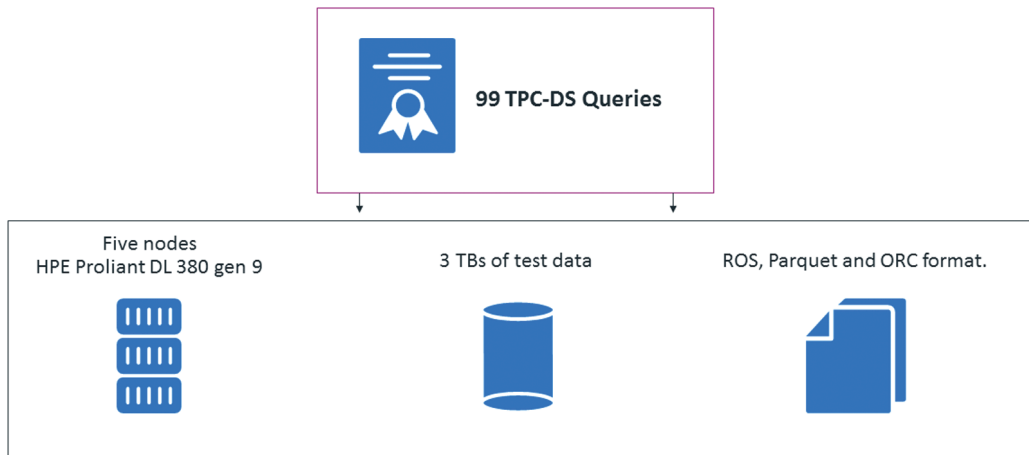 99 TPC-DS Queries
Five nodes
HPE Proliant DL 380 gen 9
3 TBs of test data
ROS, Parquet and ORC format.